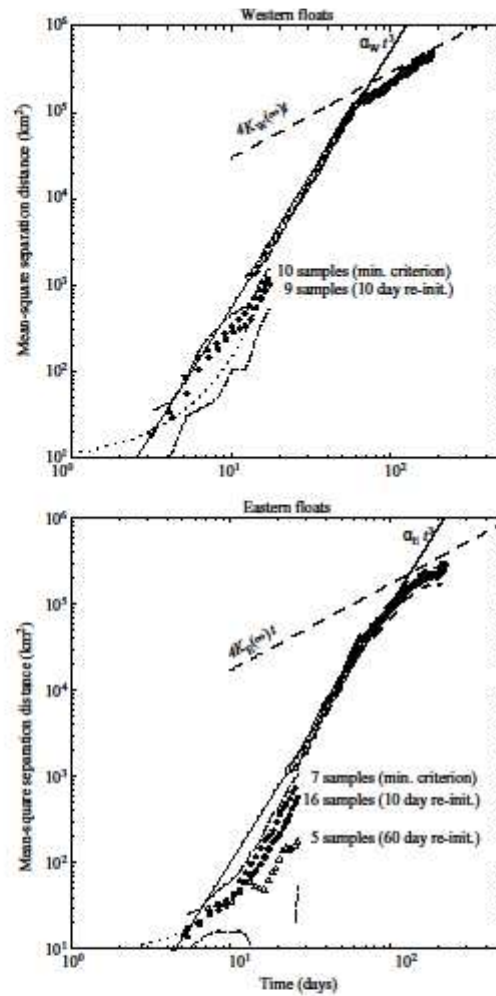 Western floats
Mean-square separation distance (km²)
10⁶
10⁵
10⁴
10³
10²
10¹
α_W t³
4K_W(∞)t
10 samples (min. criterion)
9 samples (10 day re-init.)
10⁰
10¹
10²
Eastern floats
Mean-square separation distance (km²)
10⁶
10⁵
10⁴
10³
10²
10¹
α_E t³
4K_E(∞)t
7 samples (min. criterion)
16 samples (10 day re-init.)
5 samples (60 day re-init.)
10⁰
10¹
10²
Time (days)